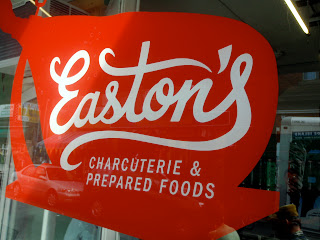 Easton's
CHARCUTERIE &
PREPARED FOODS